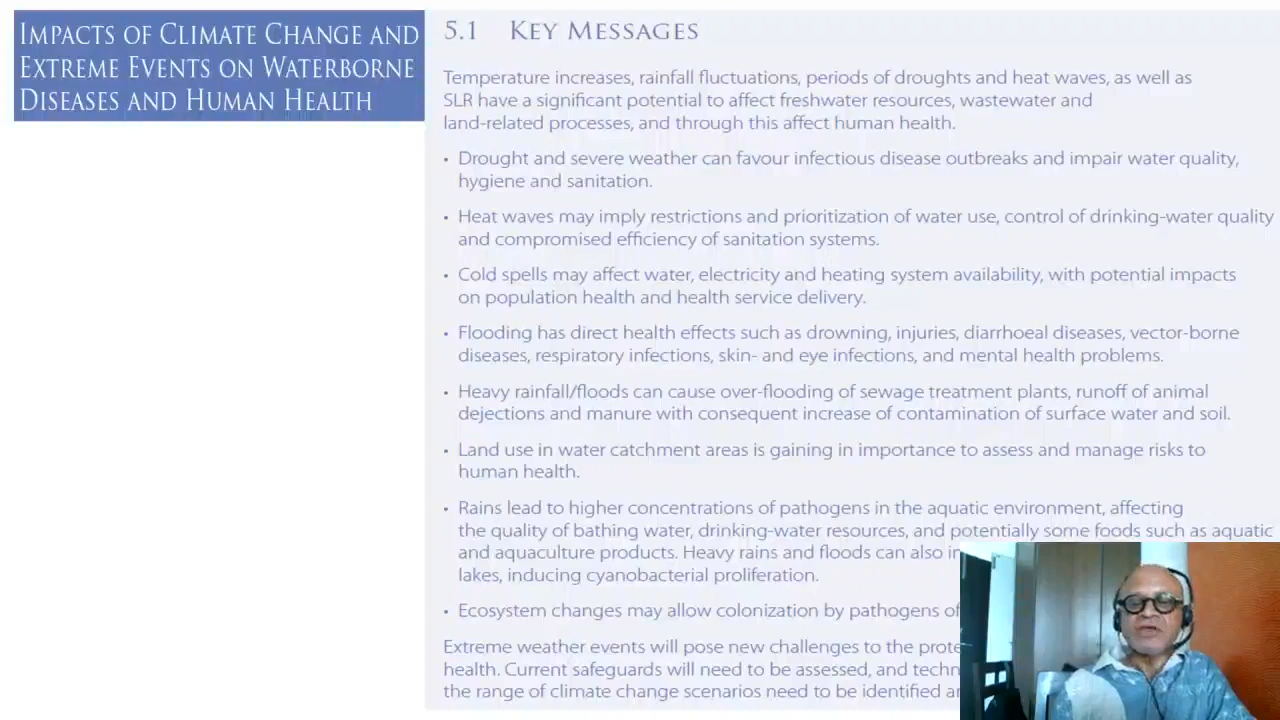 IMPACTS OF CLIMATE CHANGE AND
EXTREME EVENTS ON WATERBORNE
DISEASES AND HUMAN HEALTH
5.1 KEY MESSAGES
Temperature increases, rainfall fluctuations, periods of droughts and heat waves, as well as
SLR have a significant potential to affect freshwater resources, wastewater and
land-related processes, and through this affect human health.
• Drought and severe weather can favour infectious disease outbreaks and impair water quality,
hygiene and sanitation.
• Heat waves may imply restrictions and prioritization of water use, control of drinking-water quality
and compromised efficiency of sanitation systems.
• Cold spells may affect water, electricity and heating system availability, with potential impacts
on population health and health service delivery.
• Flooding has direct health effects such as drowning, injuries, diarrhoeal diseases, vector-borne
diseases, respiratory infections, skin- and eye infections, and mental health problems.
• Heavy rainfall/floods can cause over-flooding of sewage treatment plants, runoff of animal
dejections and manure with consequent increase of contamination of surface water and soil.
• Land use in water catchment areas is gaining in importance to assess and manage risks to
human health.
• Rains lead to higher concentrations of pathogens in the aquatic environment, affecting
the quality of bathing water, drinking-water resources, and potentially some foods such as aquatic
and aquaculture products. Heavy rains and floods can also
lakes, inducing cyanobacterial proliferation.
• Ecosystem changes may allow colonization by pathogens
Extreme weather events will pose new challenges to the
health. Current safeguards will need to be assessed, and
the range of climate change scenarios need to be identified